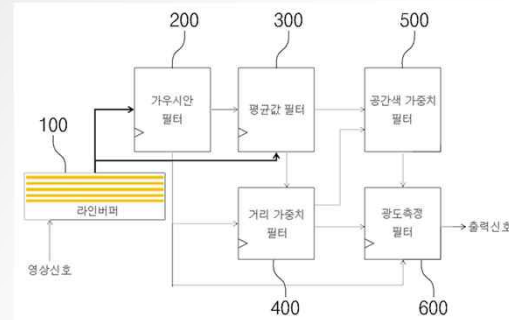 200
300
500
가우시안
필터
평균값 필터
공간색 가중치
필터
100
라인버퍼
거리 가중치
필터
광도측정
필터
출력신호
영상신호
400
600